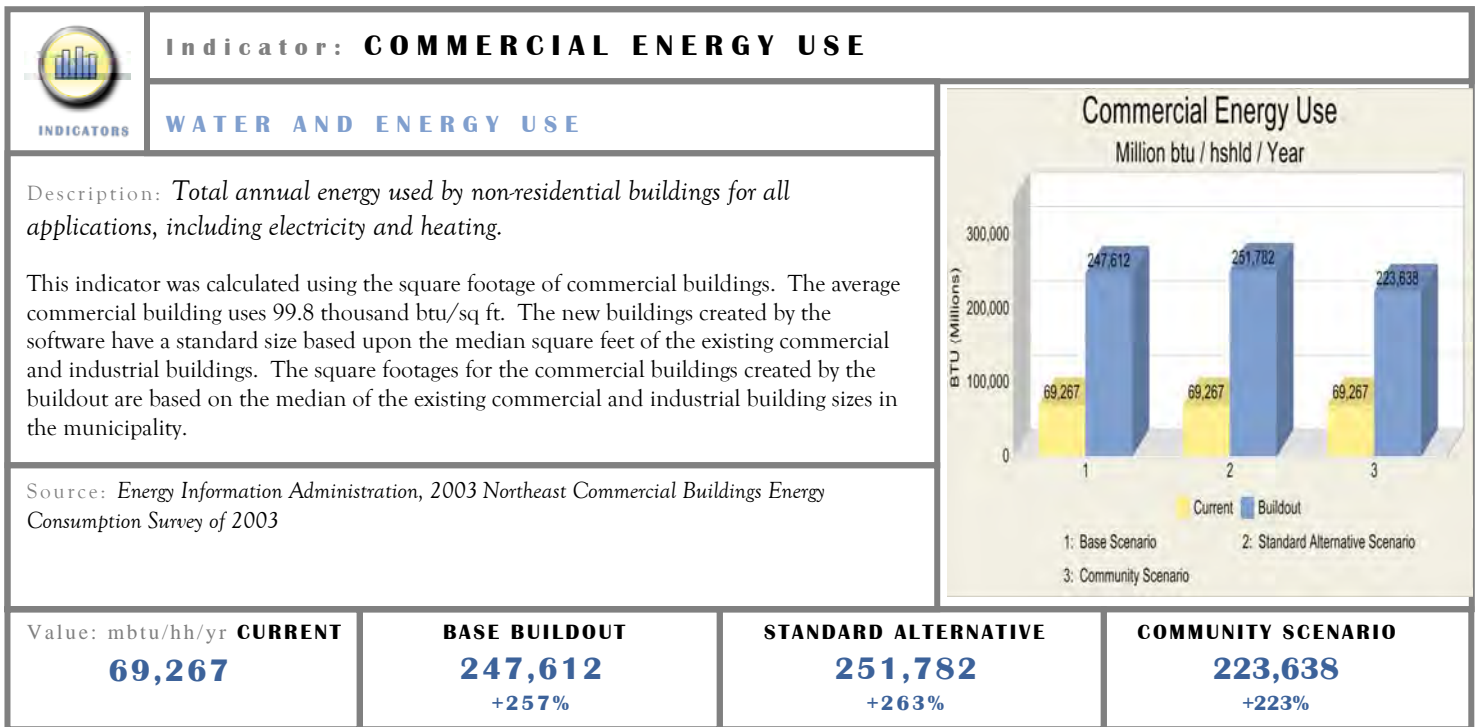 Indicator: COMMERCIAL ENERGY USE
INDICATORS
WATER AND ENERGY USE
Description: Total annual energy used by non-residential buildings for all
applications, including electricity and heating.
This indicator was calculated using the square footage of commercial buildings. The average
commercial building uses 99.8 thousand btu/sq ft. The new buildings created by the
software have a standard size based upon the median square feet of the existing commercial
and industrial buildings. The square footages for the commercial buildings created by the
buildout are based on the median of the existing commercial and industrial building sizes in
the municipality.
Source: Energy Information Administration, 2003 Northeast Commercial Buildings Energy
Consumption Survey of 2003
Commercial Energy Use
Million btu / hshld / Year
BTU (Millions)
300,000
200,000
100,000
0
69,267 247,612 69,267 251,782 69,267 223,638
1 2 3
Current Buildout
1: Base Scenario 2: Standard Alternative Scenario
3: Community Scenario
Value: mbtu/hh/yr CURRENT
69,267
BASE BUILDOUT
247,612
+257%
STANDARD ALTERNATIVE
251,782
+263%
COMMUNITY SCENARIO
223,638
+223%